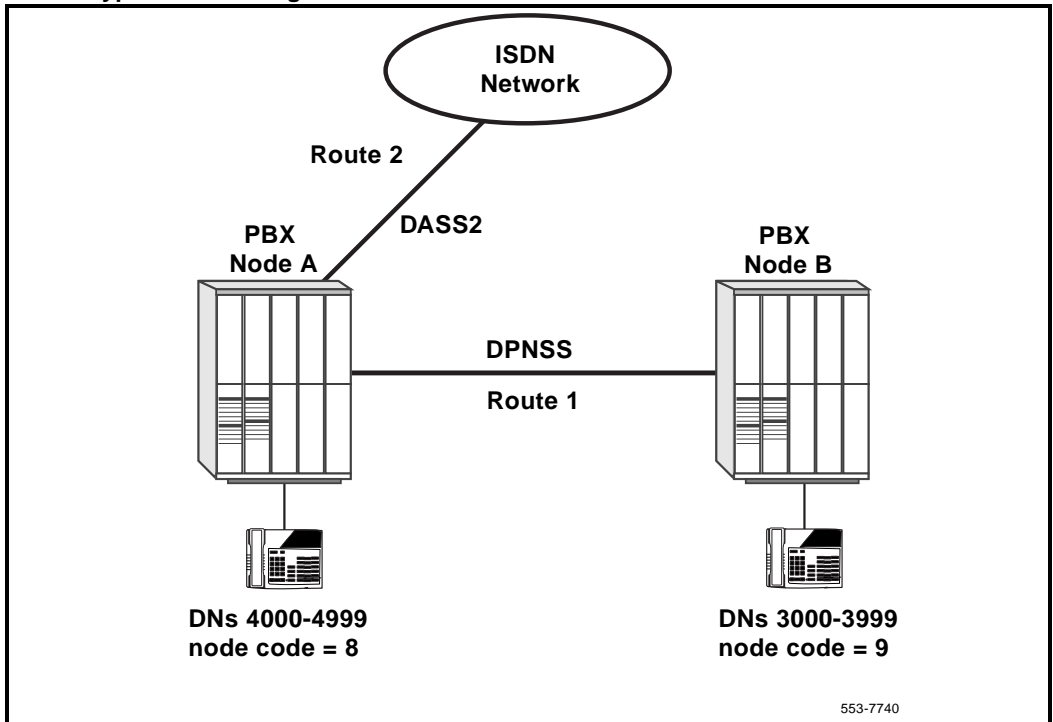 ISDN
Network
Route 2
DASS2
PBX
Node A
PBX
Node B
DPNSS
Route 1
DNs 4000-4999
node code = 8
DNs 3000-3999
node code = 9
553-7740